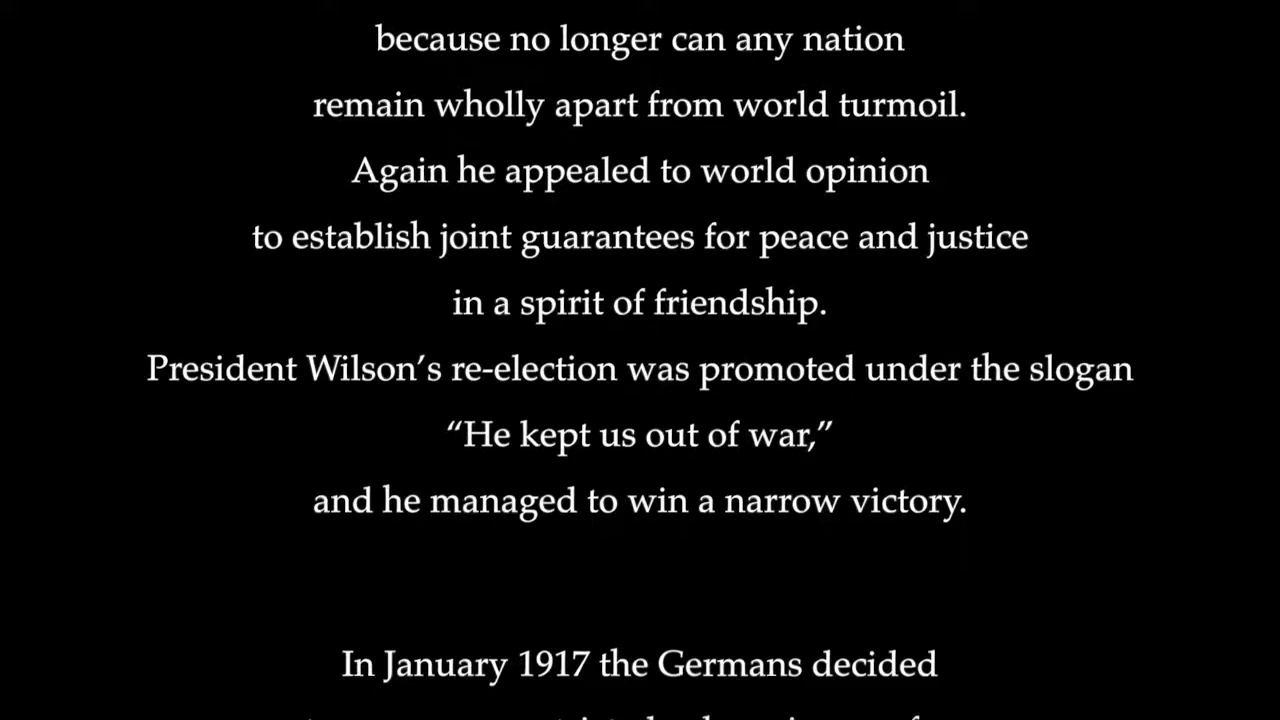 because no longer can any nation
remain wholly apart from world turmoil.
Again he appealed to world opinion
to establish joint guarantees for peace and justice
in a spirit of friendship.
President Wilson’s re-election was promoted under the slogan
“He kept us out of war,”
and he managed to win a narrow victory.
In January 1917 the Germans decided